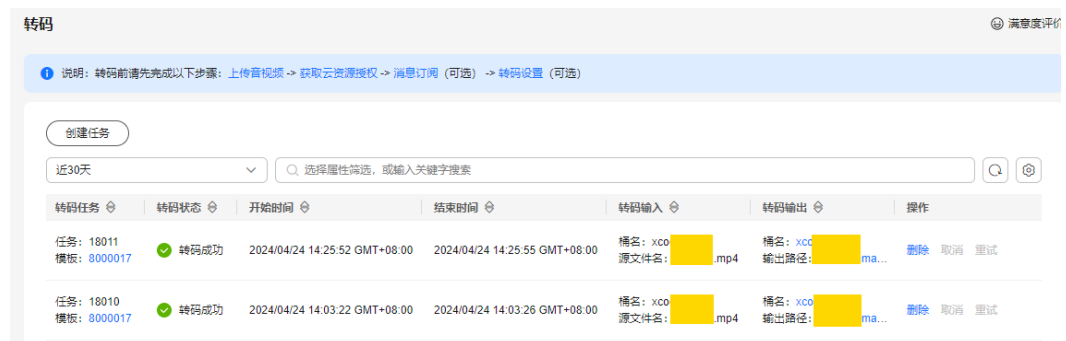 转码
满意度评价
说明：转码前请先完成以下步骤：上传音视频 -> 获取云资源授权 -> 消息订阅（可选） -> 转码设置（可选）
创建任务
近30天
选择属性筛选，或输入关键字搜索
转码任务 转码状态 开始时间 结束时间 转码输入 转码输出 操作
任务：18011 转码成功 2024/04/24 14:25:52 GMT+08:00 2024/04/24 14:25:55 GMT+08:00 桶名：xco 桶名：xco 删除 取消 重试
模板：8000017 源文件名： .mp4 输出路径： ma...
任务：18010 转码成功 2024/04/24 14:03:22 GMT+08:00 2024/04/24 14:03:26 GMT+08:00 桶名：xco 桶名：xco 删除 取消 重试
模板：8000017 源文件名： .mp4 输出路径： ma...